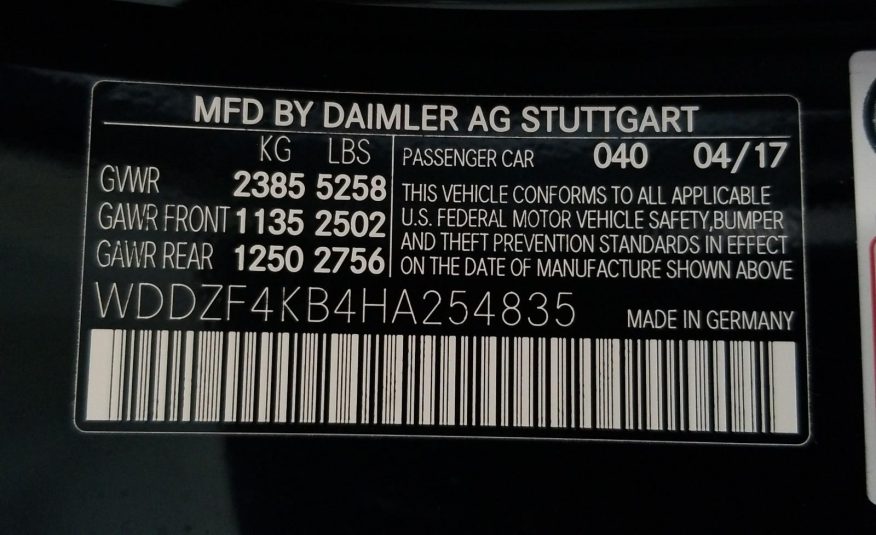 MFD BY DAIMLER AG STUTTGART
KG LBS
GVWR 2385 5258
GAWR FRONT 1135 2502
GAWR REAR 1250 2756
PASSENGER CAR 040 04/17
THIS VEHICLE CONFORMS TO ALL APPLICABLE
U.S. FEDERAL MOTOR VEHICLE SAFETY,BUMPER
AND THEFT PREVENTION STANDARDS IN EFFECT
ON THE DATE OF MANUFACTURE SHOWN ABOVE
WDDZF4KB4HA254835 MADE IN GERMANY